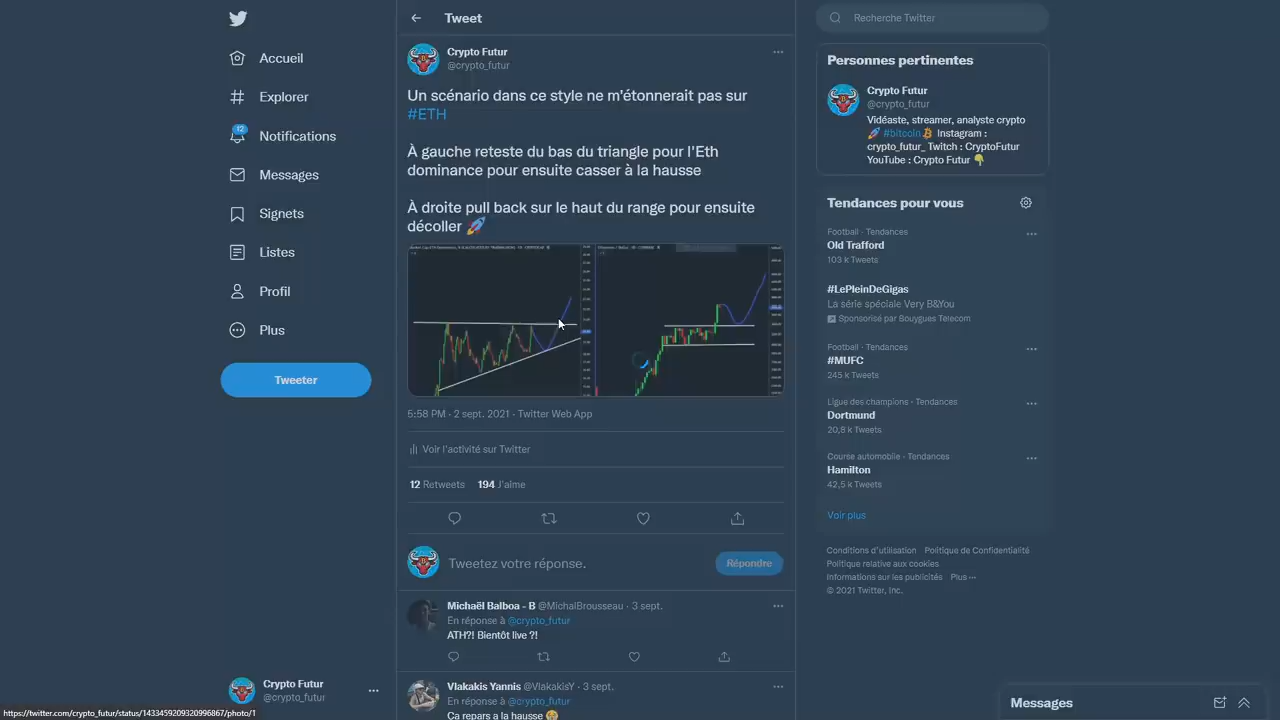 Accueil
Explorer
12
Notifications
Messages
Signets
Listes
Profil
Plus
Tweeter
Crypto Futur
@crypto_futur
https://twitter.com/crypto_futur/status/1433459209320996867/photo/1
Tweet
Crypto Futur
@crypto_futur
Un scénario dans ce style ne m'étonnerait pas sur
#ETH
À gauche reteste du bas du triangle pour l'Eth
dominance pour ensuite casser à la hausse
À droite pull back sur le haut du range pour ensuite
décoller 🚀
5:58 PM · 2 sept. 2021 · Twitter Web App
Voir l'activité sur Twitter
12 Retweets 194 J'aime
Tweetez votre réponse.
Répondre
Michaël Balboa - B @MichalBrousseau · 3 sept.
En réponse à @crypto_futur
ATH?! Bientôt live ?!
Vlakakis Yannis @VlakakisY · 3 sept.
En réponse à @crypto_futur
Ca repars a la hausse 🤒
Recherche Twitter
Personnes pertinentes
Crypto Futur
@crypto_futur
Vidéaste, streamer, analyste crypto
🚀 #bitcoin ₿ Instagram :
crypto_futur_ Twitch : CryptoFutur
YouTube : Crypto Futur 👇
Tendances pour vous
Football · Tendances
Old Trafford
103 k Tweets
#LePleinDeGigas
La série spéciale Very B&You
Sponsorisé par Bouygues Telecom
Football · Tendances
#MUFC
245 k Tweets
Ligue des champions · Tendances
Dortmund
20,8 k Tweets
Course automobile · Tendances
Hamilton
42,5 k Tweets
Voir plus
Conditions d'utilisation Politique de Confidentialité
Politique relative aux cookies
Informations sur les publicités Plus ···
© 2021 Twitter, Inc.
Messages